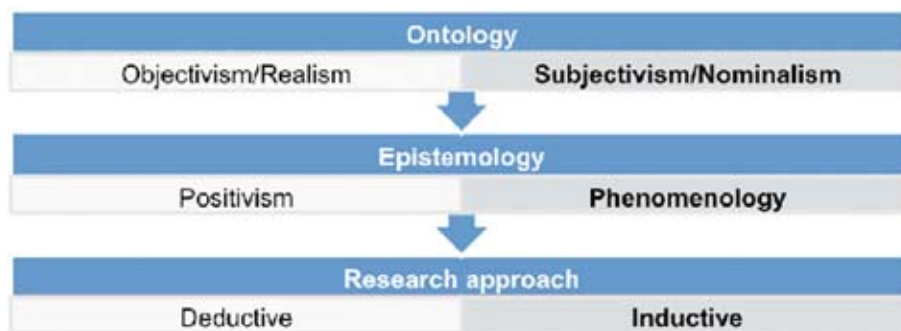 Ontology
Objectivism/Realism Subjectivism/Nominalism
Epistemology
Positivism Phenomenology
Research approach
Deductive Inductive